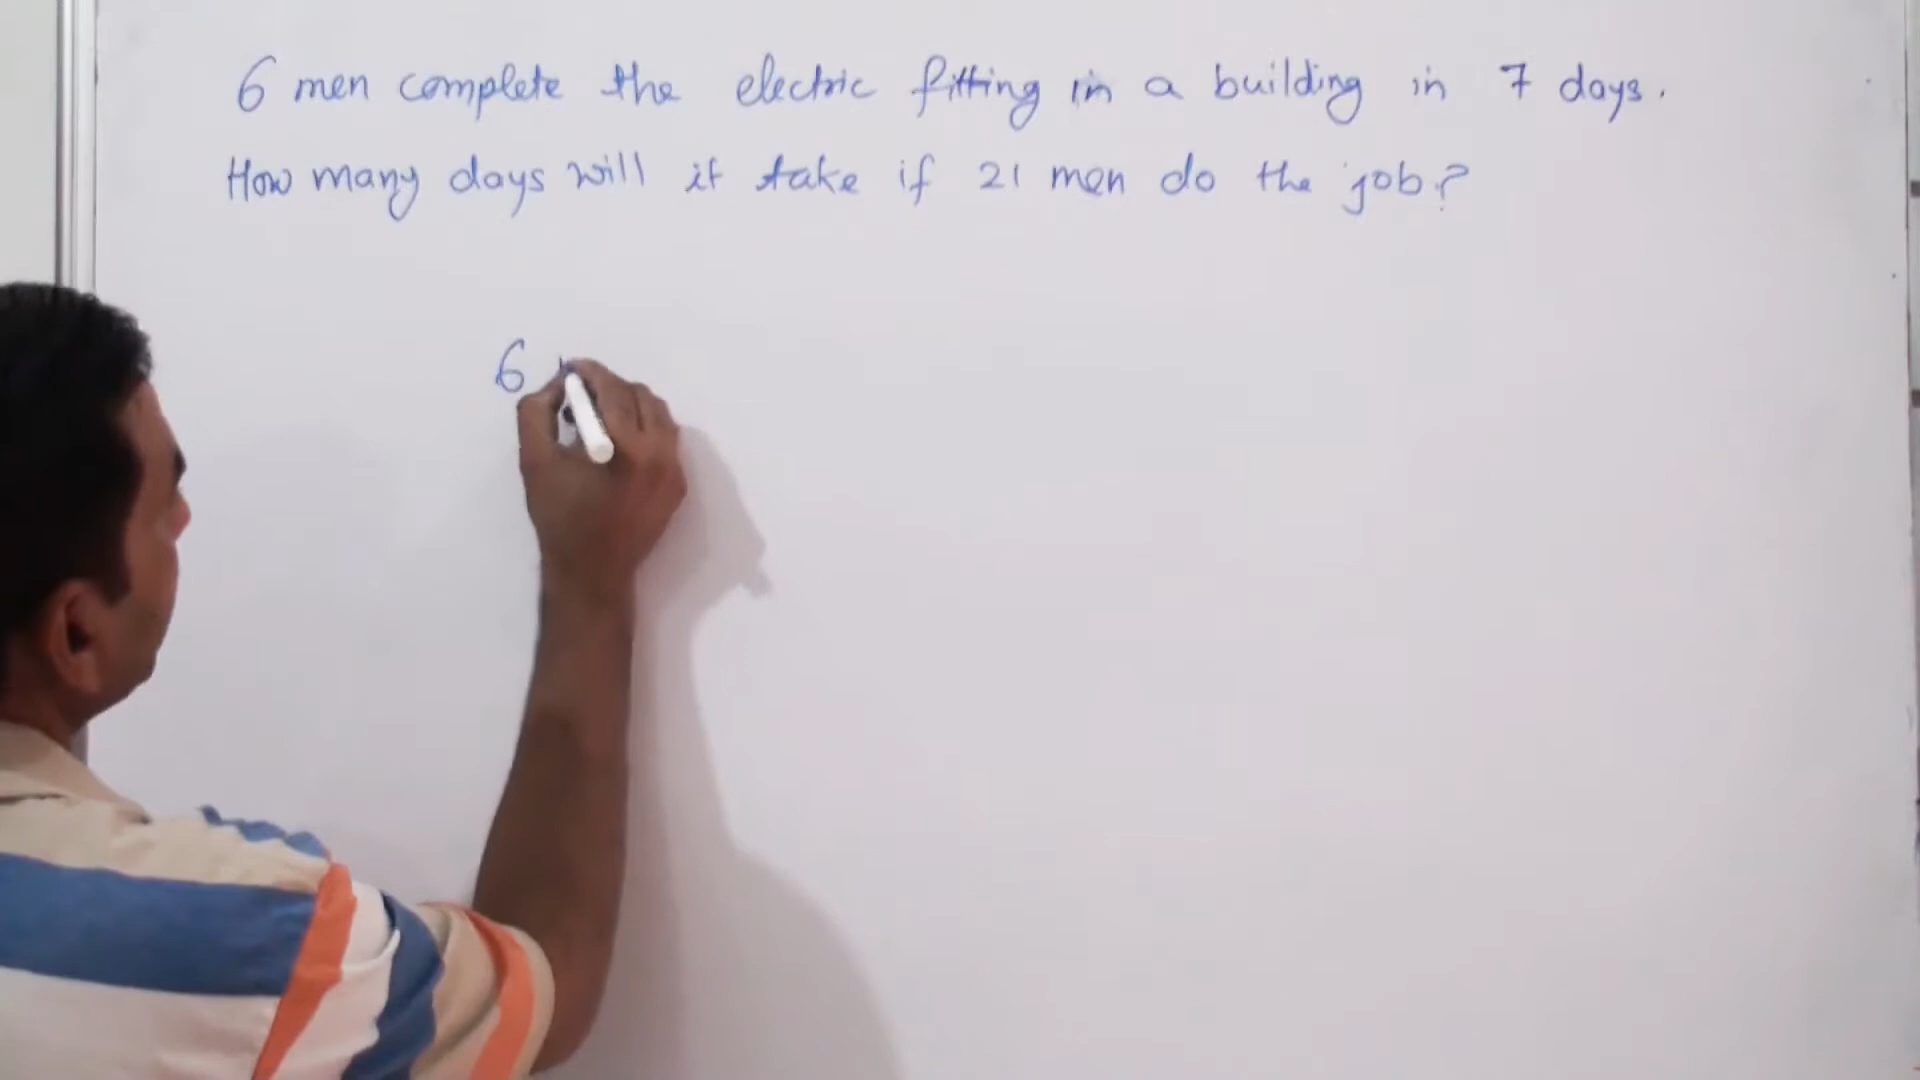 6 men complete the electric fitting in a building in 7 days.
How many days will it take if 21 men do the job?
6